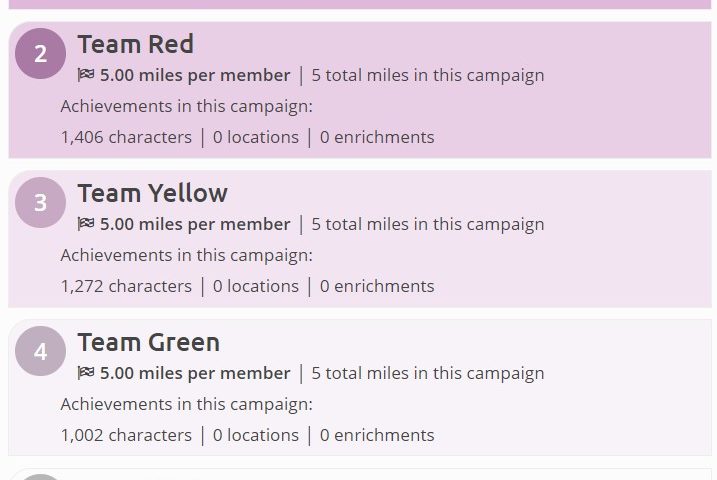 2
Team Red
5.00 miles per member | 5 total miles in this campaign
Achievements in this campaign:
1,406 characters | 0 locations | 0 enrichments
3
Team Yellow
5.00 miles per member | 5 total miles in this campaign
Achievements in this campaign:
1,272 characters | 0 locations | 0 enrichments
4
Team Green
5.00 miles per member | 5 total miles in this campaign
Achievements in this campaign:
1,002 characters | 0 locations | 0 enrichments